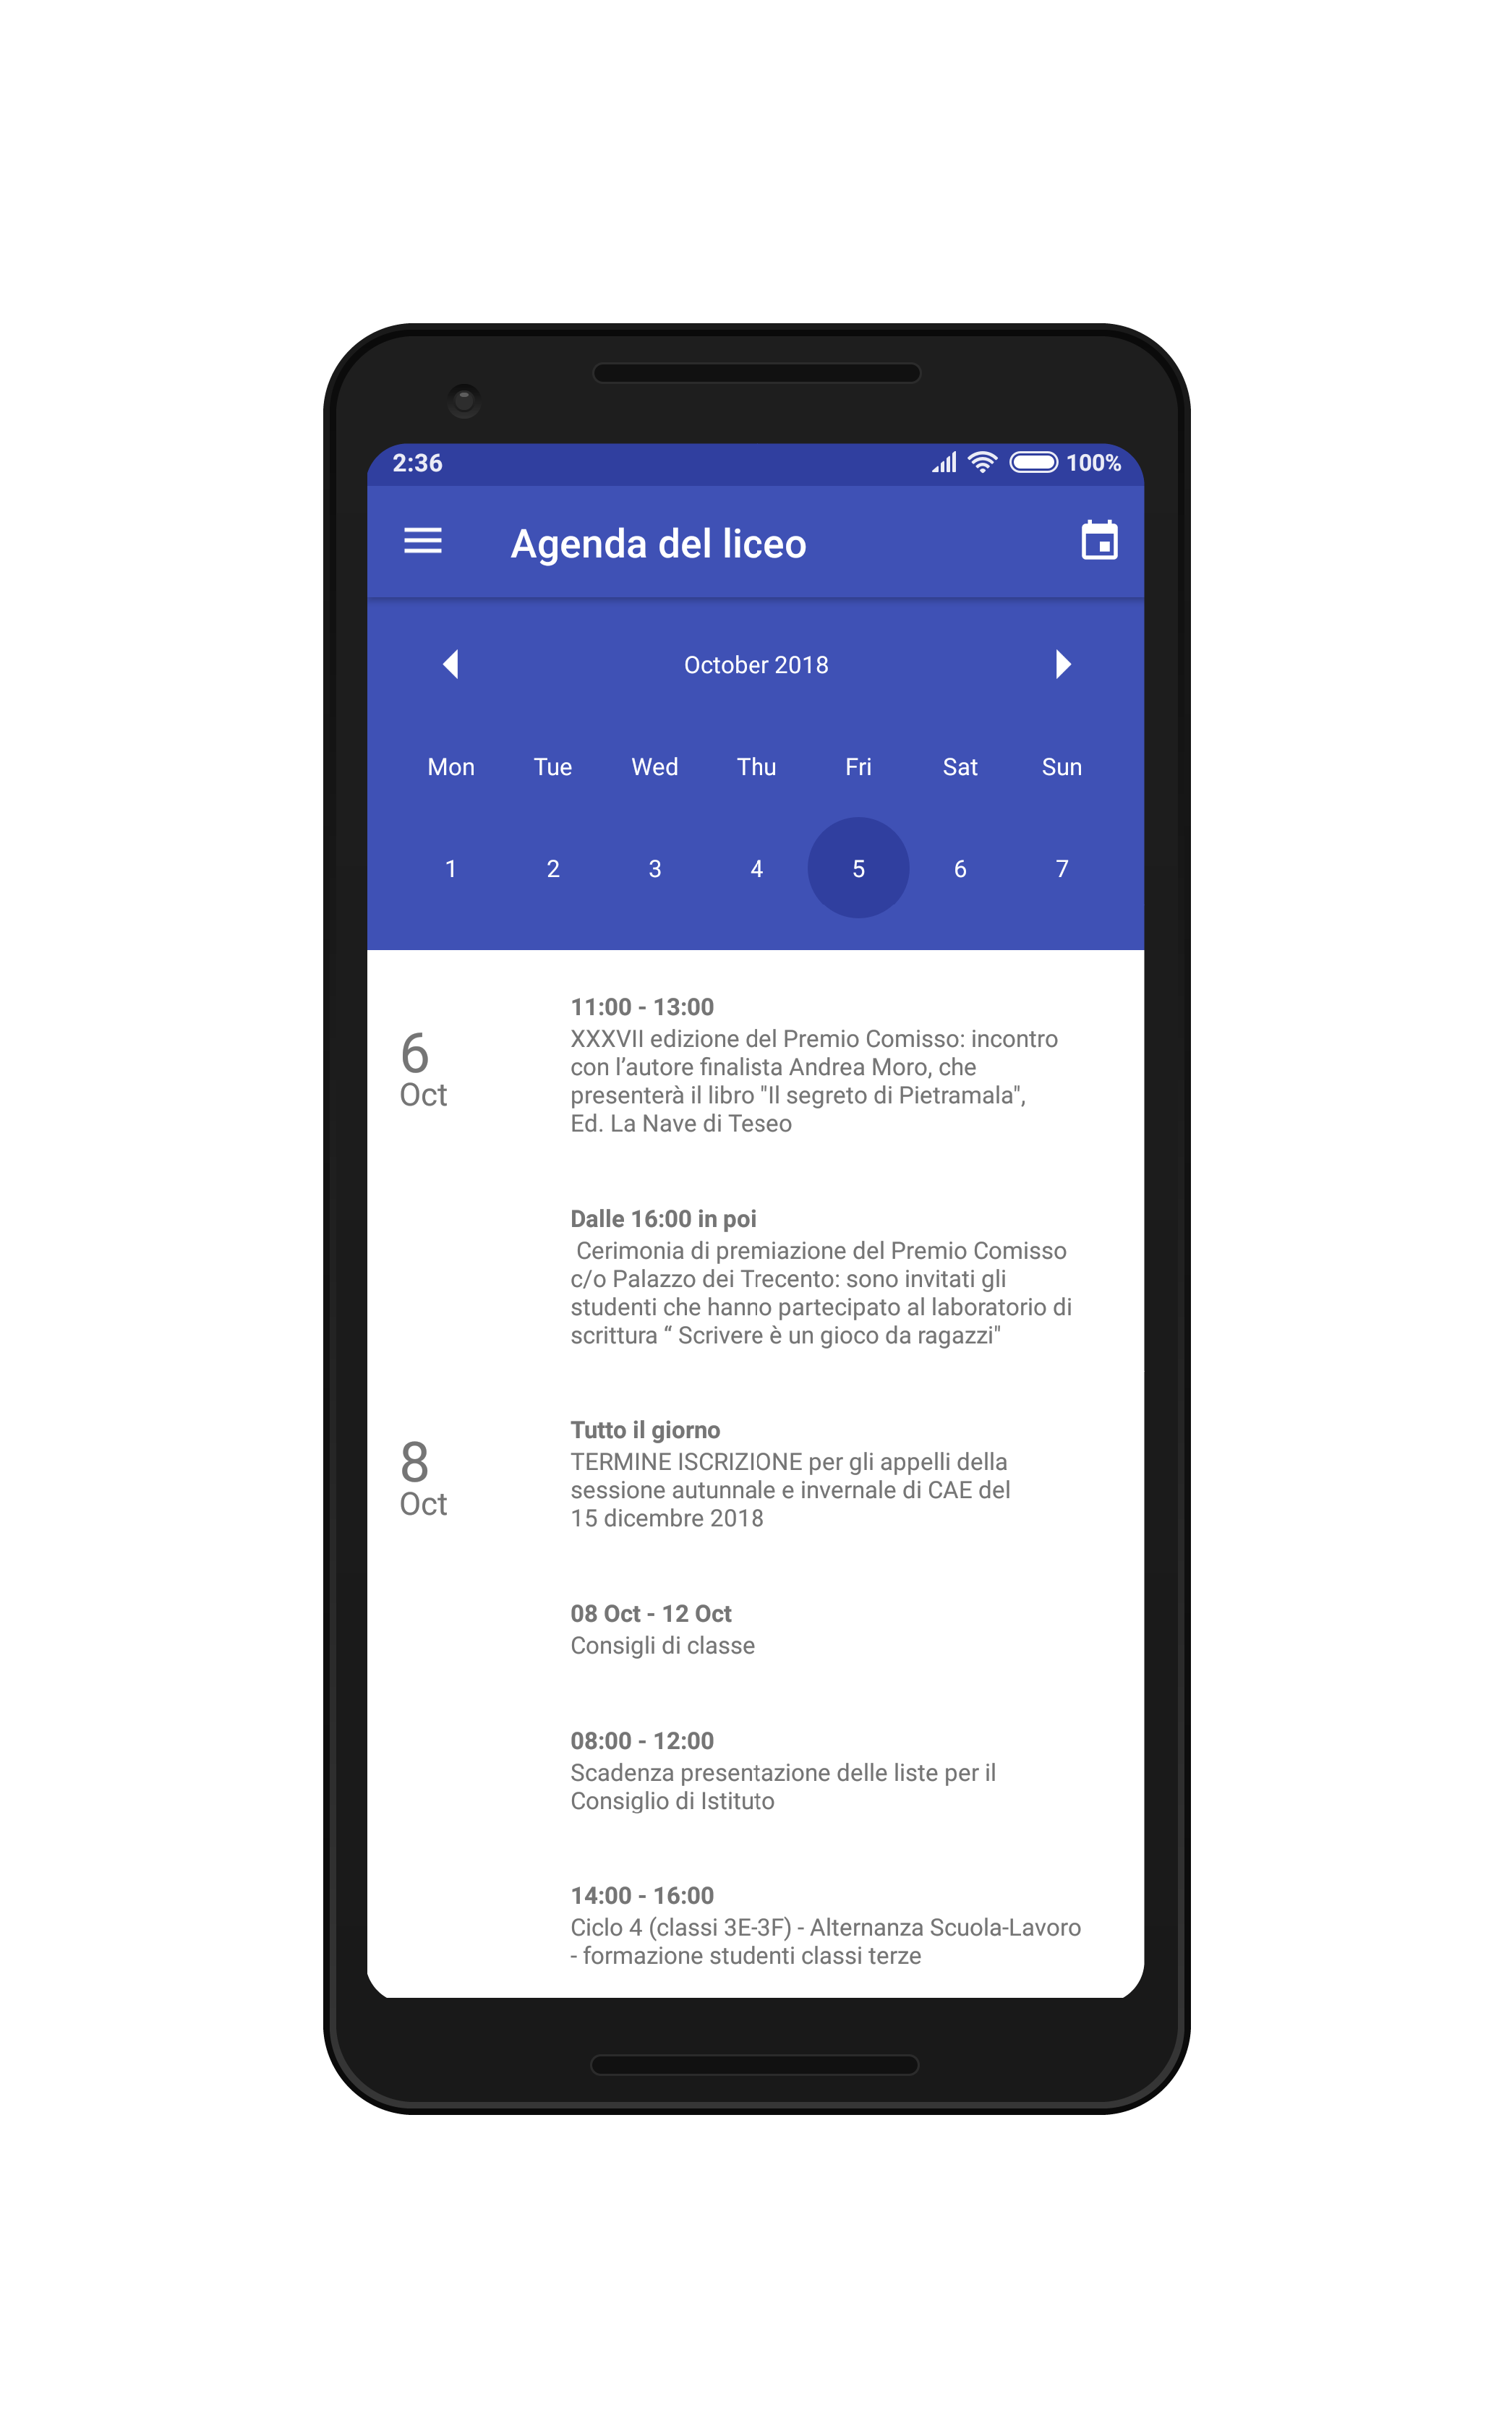 2:36 100%
Agenda del liceo
October 2018
Mon Tue Wed Thu Fri Sat Sun
1 2 3 4 5 6 7
6
Oct
11:00 - 13:00
XXXVII edizione del Premio Comisso: incontro
con l’autore finalista Andrea Moro, che
presenterà il libro "Il segreto di Pietramala",
Ed. La Nave di Teseo
Dalle 16:00 in poi
Cerimonia di premiazione del Premio Comisso
c/o Palazzo dei Trecento: sono invitati gli
studenti che hanno partecipato al laboratorio di
scrittura “ Scrivere è un gioco da ragazzi"
8
Oct
Tutto il giorno
TERMINE ISCRIZIONE per gli appelli della
sessione autunnale e invernale di CAE del
15 dicembre 2018
08 Oct - 12 Oct
Consigli di classe
08:00 - 12:00
Scadenza presentazione delle liste per il
Consiglio di Istituto
14:00 - 16:00
Ciclo 4 (classi 3E-3F) - Alternanza Scuola-Lavoro
- formazione studenti classi terze